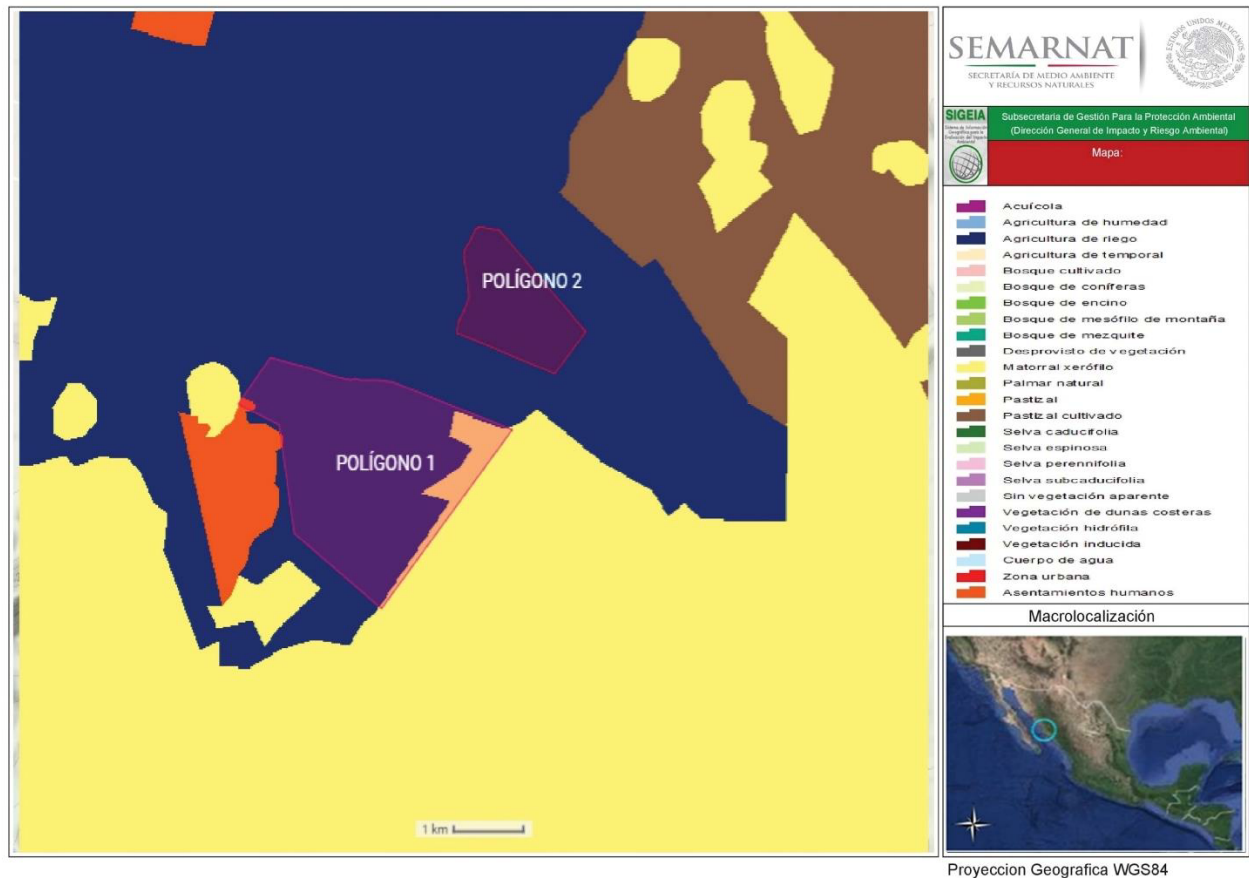 POLÍGONO 2
POLÍGONO 1
1 km
SEMARNAT
SECRETARÍA DE MEDIO AMBIENTE
Y RECURSOS NATURALES
ESTADOS UNIDOS MEXICANOS
SIGEIA
Subsecretaria de Gestión Para la Protección Ambiental
(Dirección General de Impacto y Riesgo Ambiental)
Mapa:
Acuícola
Agricultura de humedad
Agricultura de riego
Agricultura de temporal
Bosque cultivado
Bosque de coníferas
Bosque de encino
Bosque de mesófilo de montaña
Bosque de mezquite
Desprovisto de vegetación
Matorral xerófilo
Palmar natural
Pastizal
Pastizal cultivado
Selva caducifolia
Selva espinosa
Selva perennifolia
Selva subcaducifolia
Sin vegetación aparente
Vegetación de dunas costeras
Vegetación hidrófila
Vegetación inducida
Cuerpo de agua
Zona urbana
Asentamientos humanos
Macrolocalización
Proyeccion Geografica WGS84